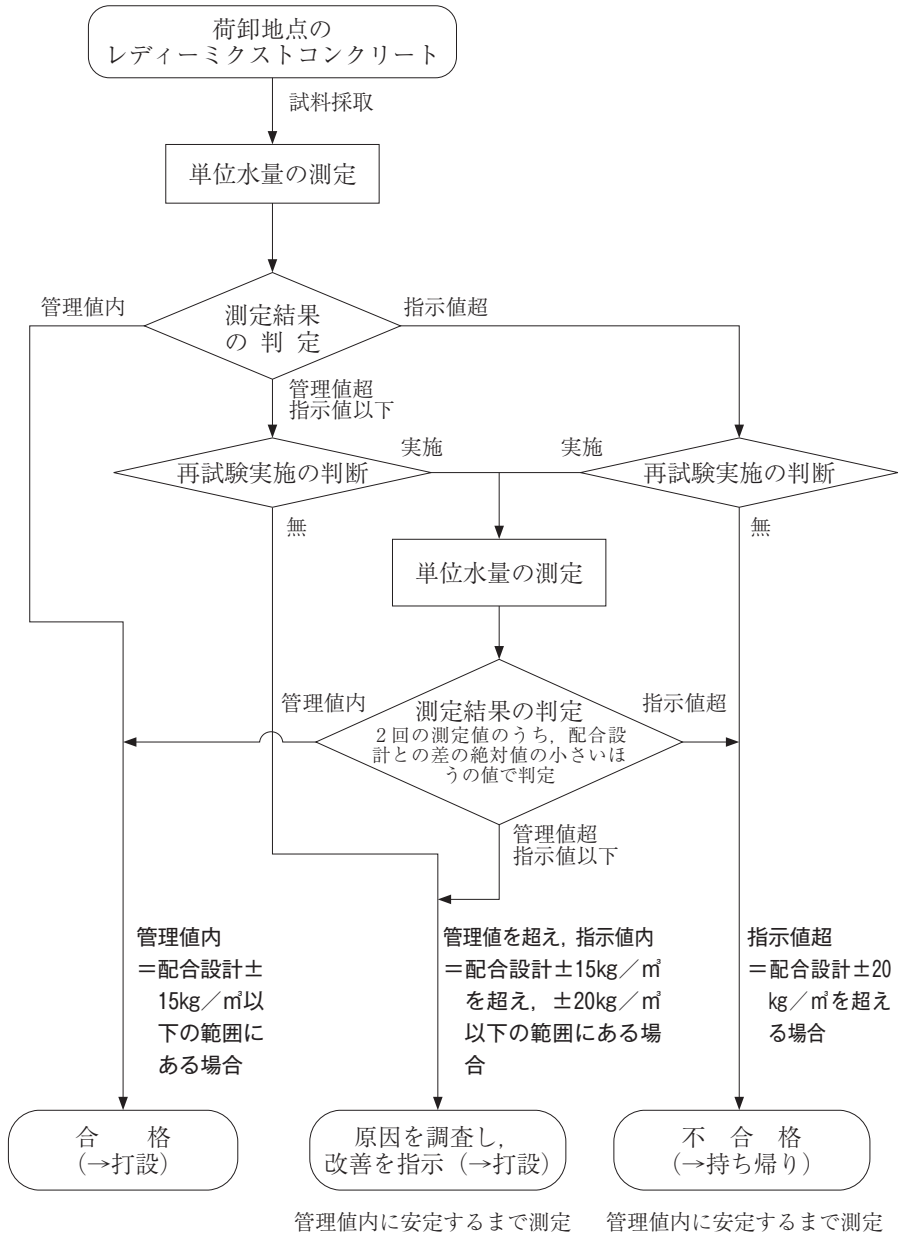 荷卸地点の
レディーミクストコンクリート
試料採取
単位水量の測定
管理値内
指示値超
測定結果
の 判 定
管理値超
指示値以下
実施
実施
再試験実施の判断
再試験実施の判断
無
無
単位水量の測定
管理値内
指示値超
測定結果の判定
2回の測定値のうち，配合設
計との差の絶対値の小さいほ
うの値で判定
管理値超
指示値以下
管理値内
＝配合設計±
15kg／㎥以
下の範囲に
ある場合
管理値を超え，指示値内
＝配合設計±15kg／㎥
を超え，±20kg／㎥
以下の範囲にある場
合
指示値超
＝配合設計±20
kg／㎥を超え
る場合
合　　格
（→打設）
原因を調査し，
改善を指示（→打設）
不　合　格
（→持ち帰り）
管理値内に安定するまで測定
管理値内に安定するまで測定